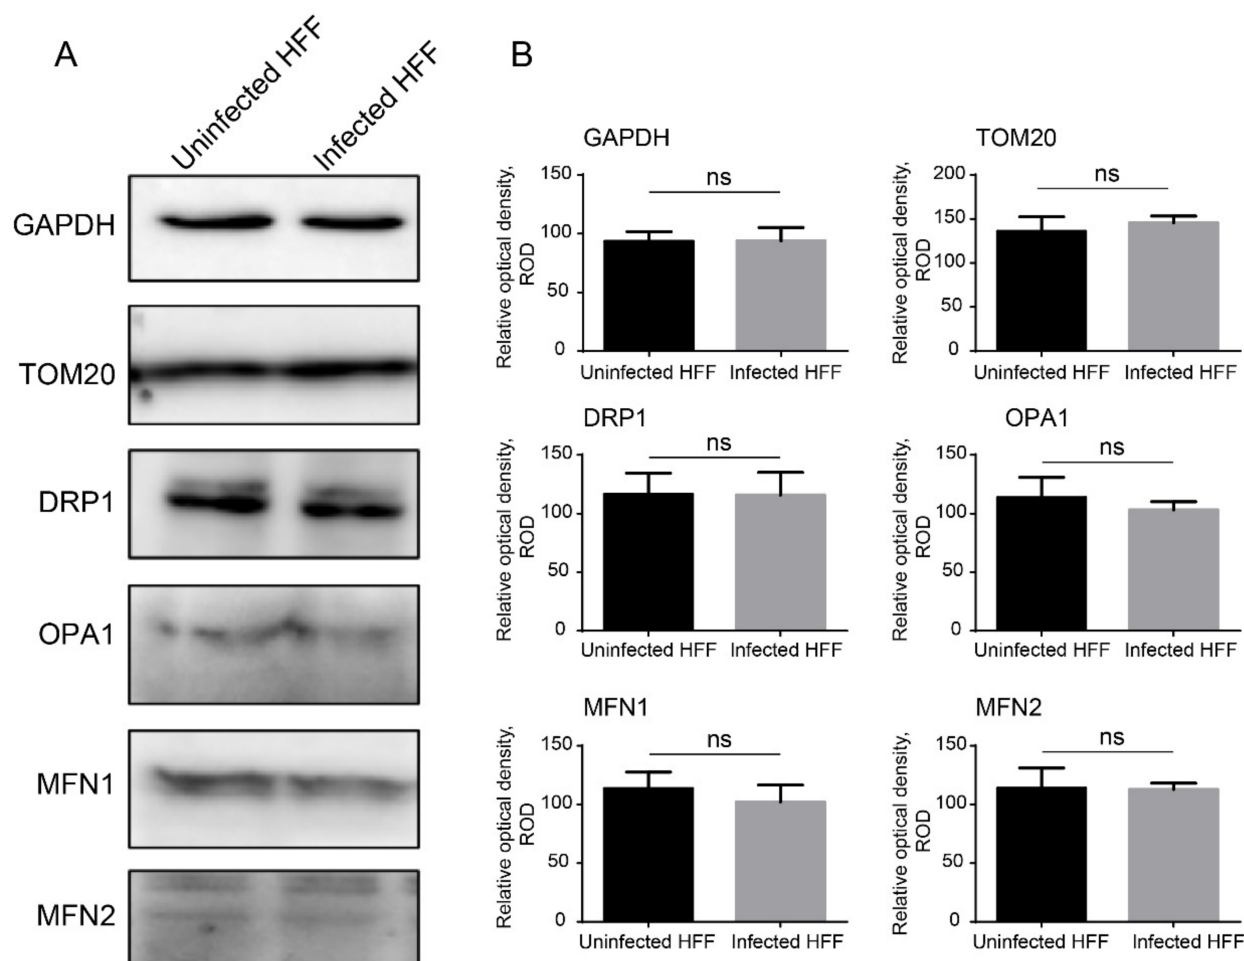 A
Uninfected HFF
Infected HFF
GAPDH
TOM20
DRP1
OPA1
MFN1
MFN2
B
GAPDH
Relative optical density,
ROD
150
100
50
0
ns
Uninfected HFF
Infected HFF
TOM20
Relative optical density,
ROD
200
150
100
50
0
ns
Uninfected HFF
Infected HFF
DRP1
Relative optical density,
ROD
150
100
50
0
ns
Uninfected HFF
Infected HFF
OPA1
Relative optical density,
ROD
150
100
50
0
ns
Uninfected HFF
Infected HFF
MFN1
Relative optical density,
ROD
150
100
50
0
ns
Uninfected HFF
Infected HFF
MFN2
Relative optical density,
ROD
150
100
50
0
ns
Uninfected HFF
Infected HFF